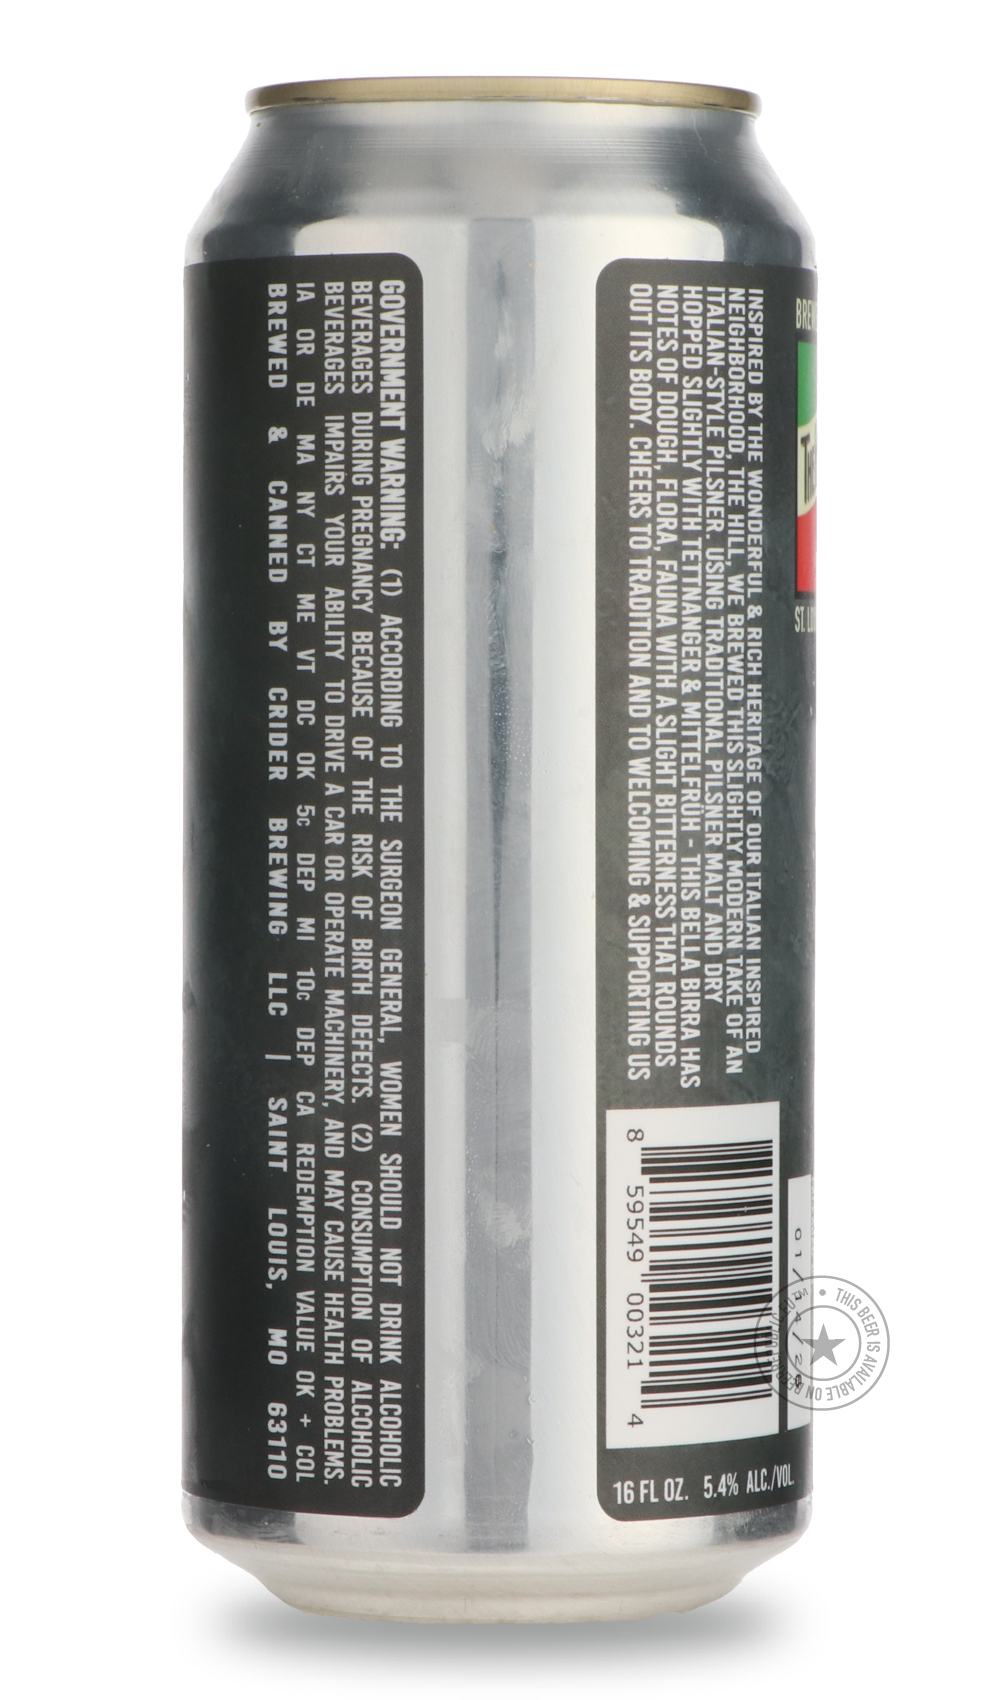 GOVERNMENT WARNING: (1) ACCORDING TO THE SURGEON GENERAL, WOMEN SHOULD NOT DRINK ALCOHOLIC
BEVERAGES DURING PREGNANCY BECAUSE OF THE RISK OF BIRTH DEFECTS. (2) CONSUMPTION OF ALCOHOLIC
BEVERAGES IMPAIRS YOUR ABILITY TO DRIVE A CAR OR OPERATE MACHINERY, AND MAY CAUSE HEALTH PROBLEMS.
IA OR DE MA NY CT ME VT DC OK 5¢ DEP MI 10¢ DEP CA REDEMPTION VALUE OK + COL
BREWED & CANNED BY CRIDER BREWING LLC | SAINT LOUIS, MO 63110
INSPIRED BY THE WONDERFUL & RICH HERITAGE OF OUR ITALIAN INSPIRED
NEIGHBORHOOD, THE HILL, WE BREWED THIS SLIGHTLY MODERN TAKE OF AN
ITALIAN-STYLE PILSNER. USING TRADITIONAL PILSNER MALT AND DRY
HOPPED SLIGHTLY WITH TETTNANGER & MITTELFRÜH - THIS BELLA BIRRA HAS
NOTES OF DOUGH, FLORA, FAUNA WITH A SLIGHT BITTERNESS THAT ROUNDS
OUT ITS BODY. CHEERS TO TRADITION AND TO WELCOMING & SUPPORTING US
8 59549 00321 4
16 FL OZ. 5.4% ALC./VOL.
THIS BEER IS AVAILABLE ON